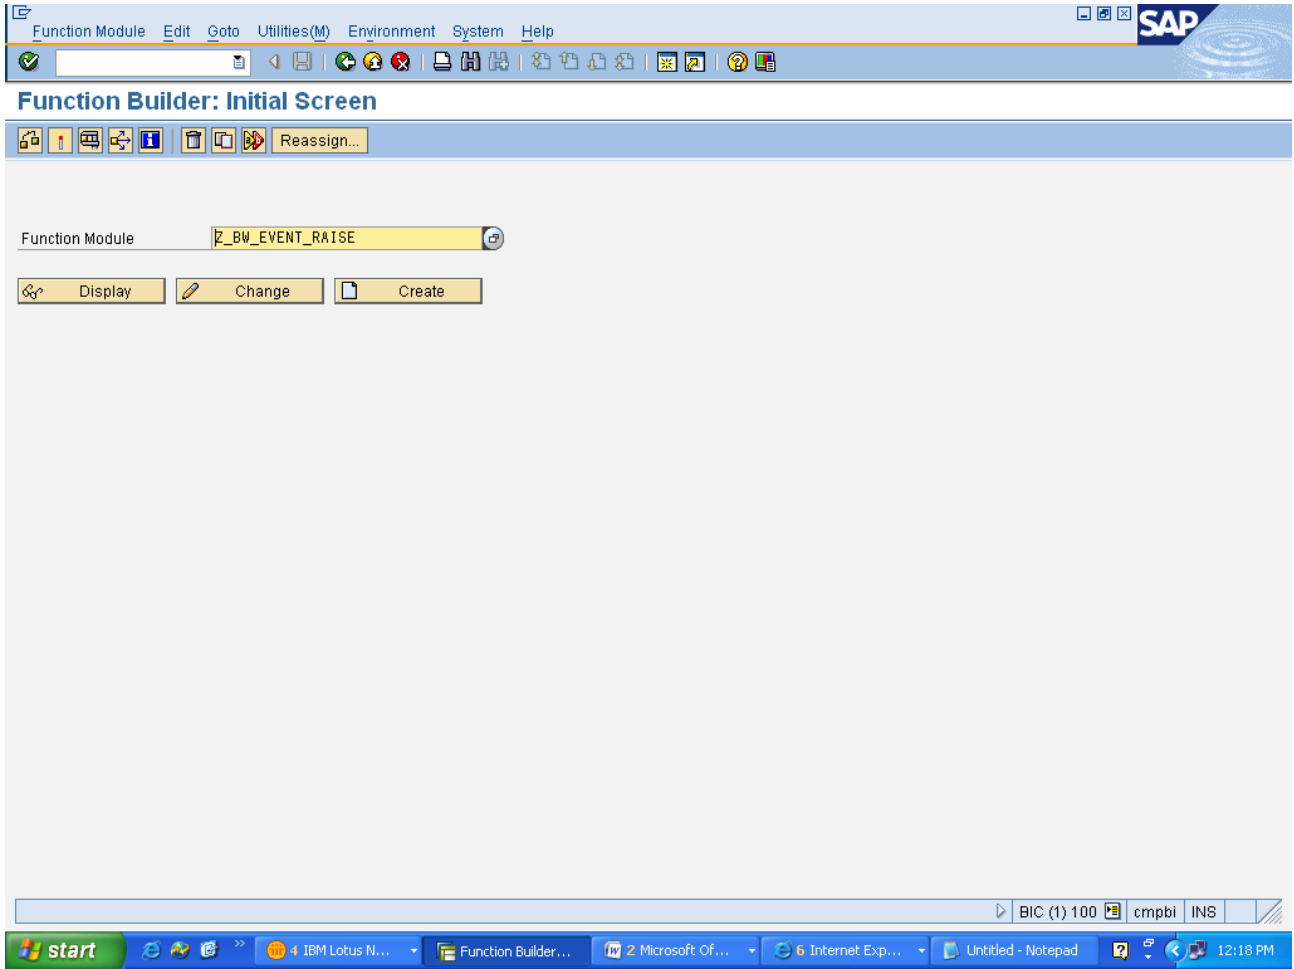 Function Module Edit Goto Utilities(M) Environment System Help
SAP
Function Builder: Initial Screen
Reassign...
Function Module Z_BW_EVENT_RAISE
Display Change Create
BIC (1) 100 cmpbi INS
start 4 IBM Lotus N... Function Builder... 2 Microsoft Of... 6 Internet Exp... Untitled - Notepad 12:18 PM